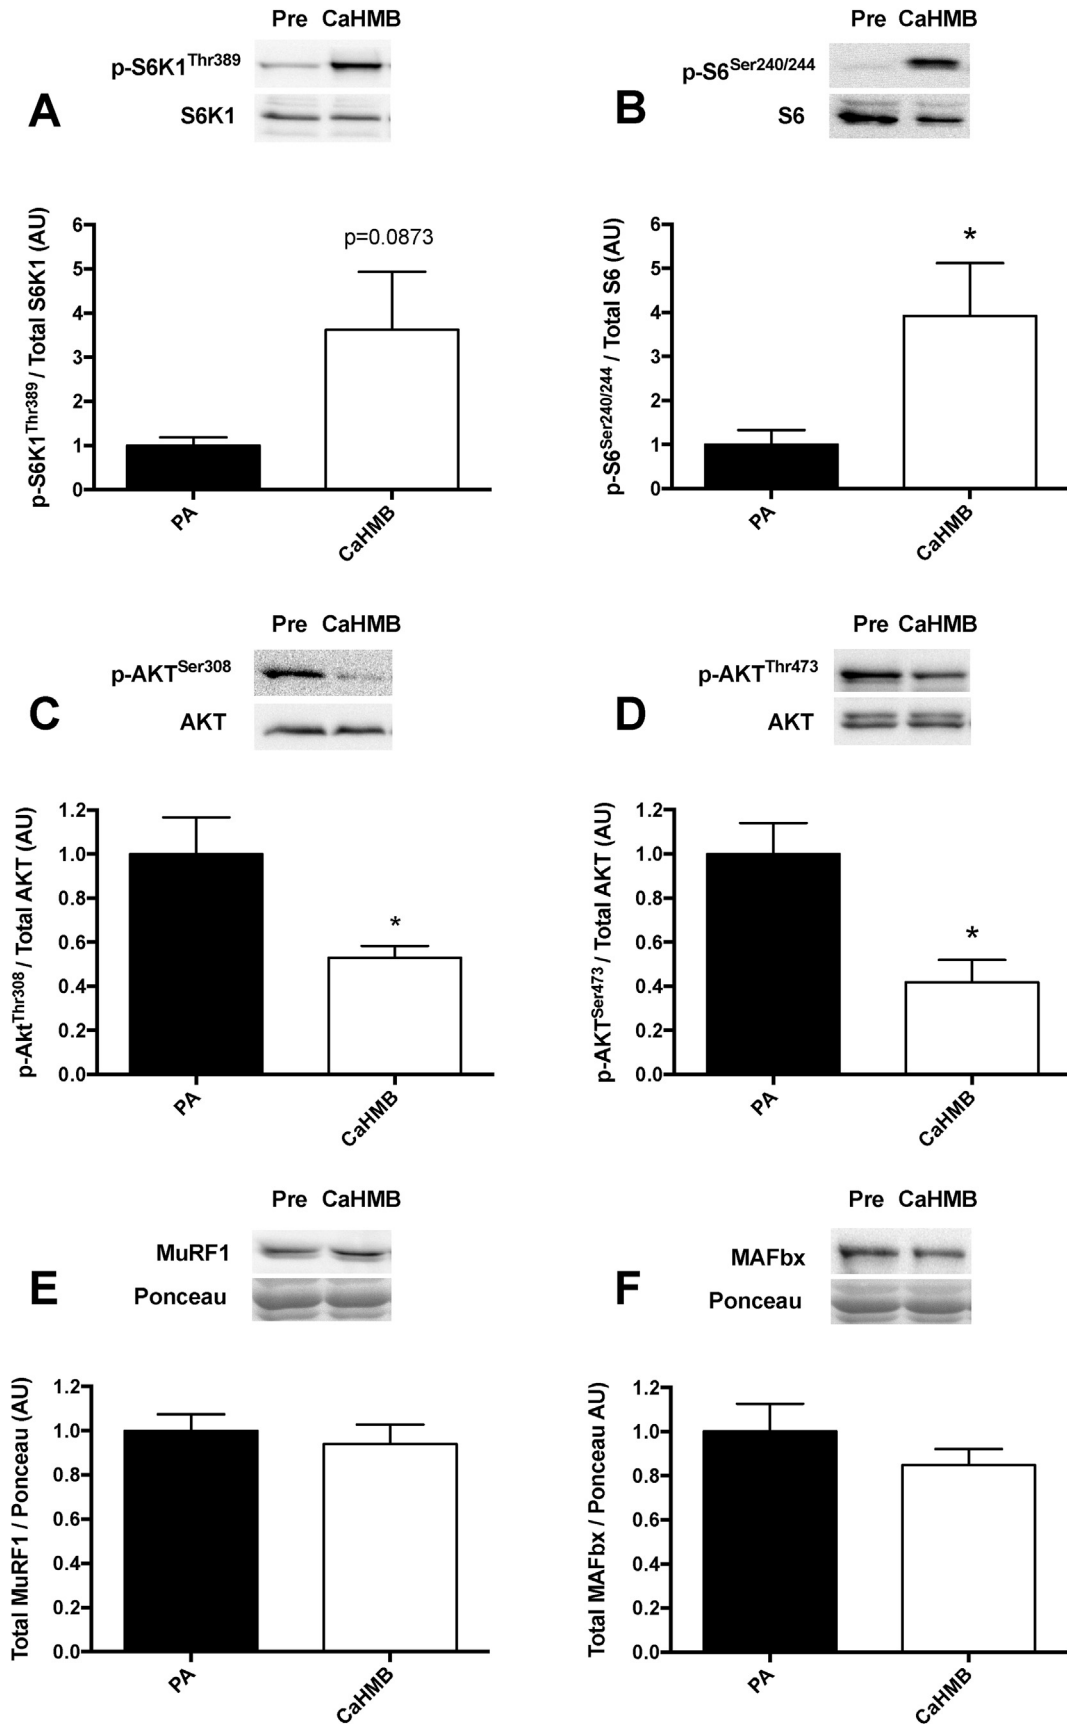 Pre CaHMB
p-S6K1Thr389
S6K1
A
p-S6K1Thr389 / Total S6K1 (AU)
6
5
4
3
2
1
0
p=0.0873
PA
CaHMB
Pre CaHMB
p-S6Ser240/244
S6
B
p-S6Ser240/244 / Total S6 (AU)
6
5
4
3
2
1
0
*
PA
CaHMB
Pre CaHMB
p-AKTSer308
AKT
C
p-AktThr308 / Total AKT (AU)
1.2
1.0
0.8
0.6
0.4
0.2
0.0
*
PA
CaHMB
Pre CaHMB
p-AKTThr473
AKT
D
p-AKTSer473 / Total AKT (AU)
1.2
1.0
0.8
0.6
0.4
0.2
0.0
*
PA
CaHMB
Pre CaHMB
MuRF1
Ponceau
E
Total MuRF1 / Ponceau (AU)
1.2
1.0
0.8
0.6
0.4
0.2
0.0
PA
CaHMB
Pre CaHMB
MAFbx
Ponceau
F
Total MAFbx / Ponceau AU)
1.2
1.0
0.8
0.6
0.4
0.2
0.0
PA
CaHMB